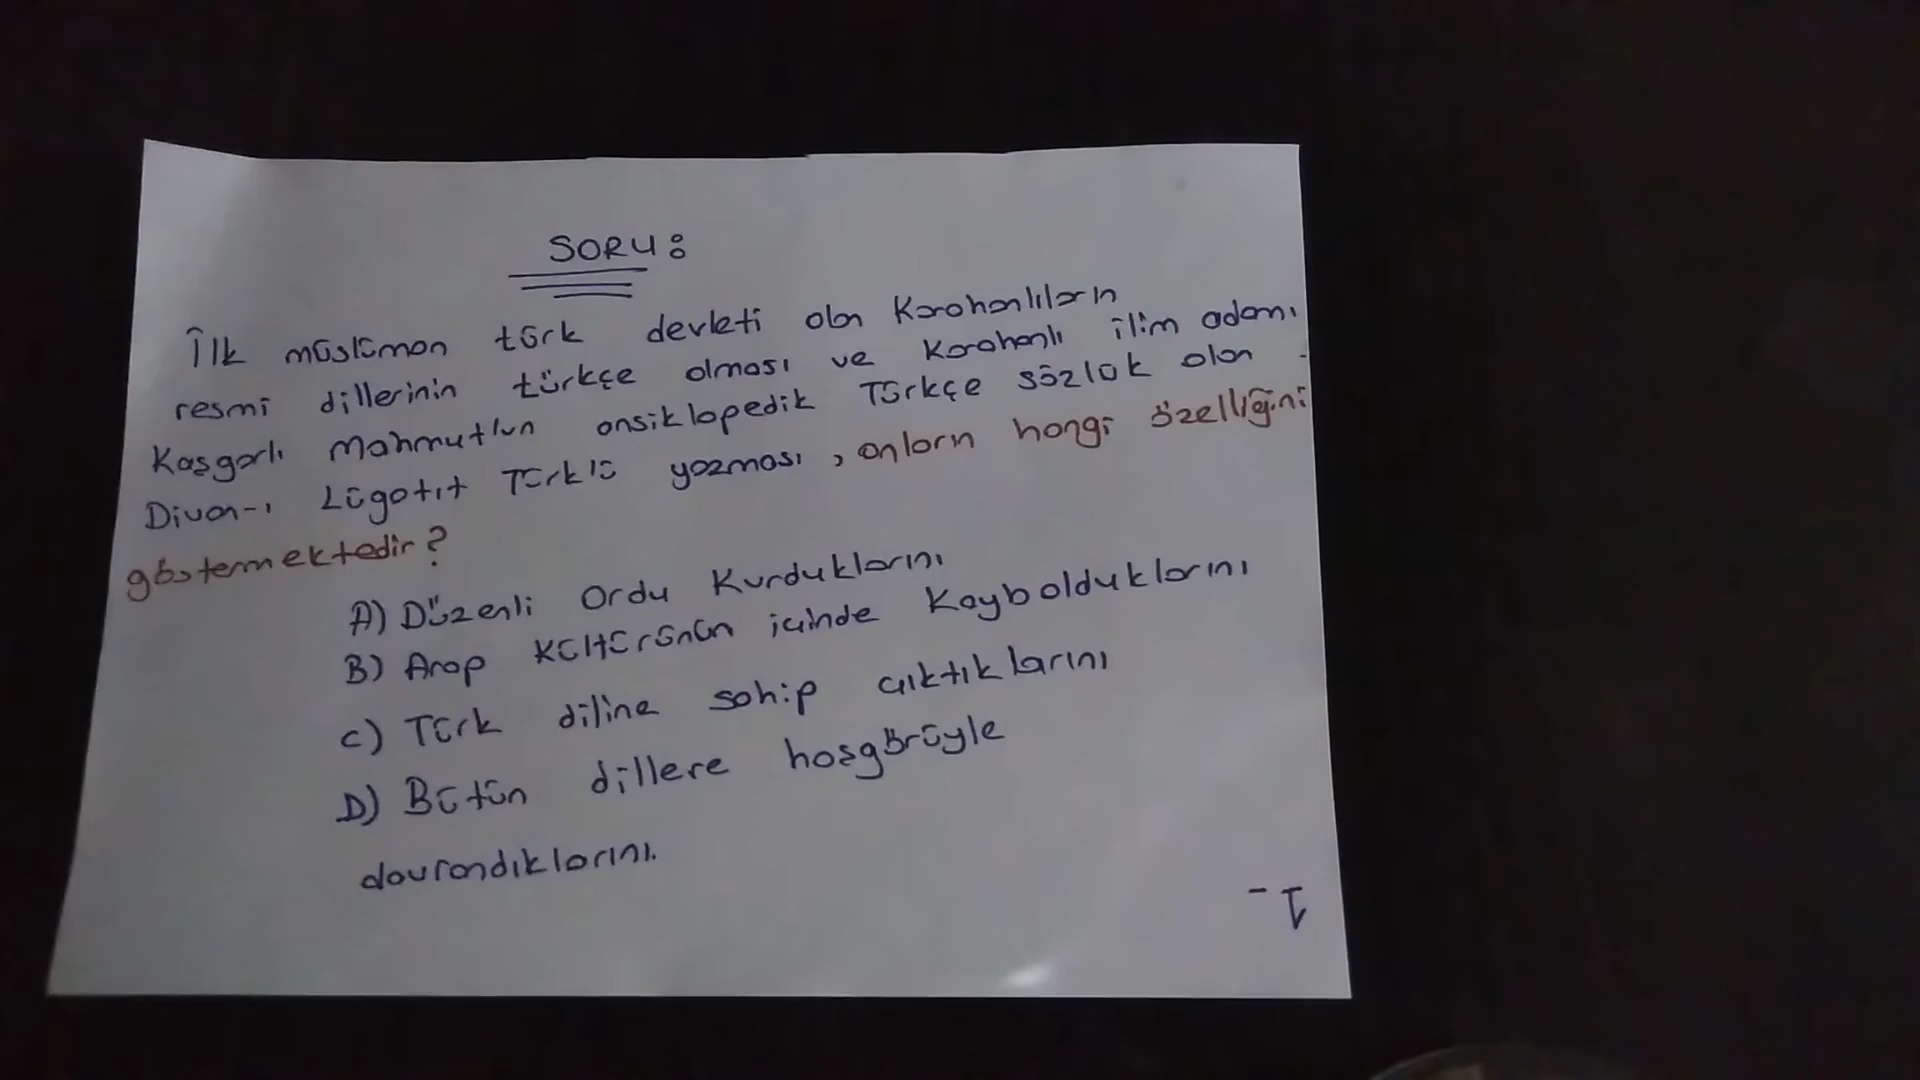 SORU:
İlk müslüman türk devleti olan Karahanlıların
resmi dillerinin türkçe olması ve Karahanlı ilim adamı
Kaşgarlı Mahmut'un ansiklopedik Türkçe sözlük olan
Divan-ı Lügatıt Türk'ü yazması, onların hangi özelliğini
göstermektedir?
A) Düzenli Ordu Kurduklarını
B) Arap Kültürünün içinde Kaybolduklarını
C) Türk diline sahip çıktıklarını
D) Bütün dillere hoşgörüyle
davrandıklarını.